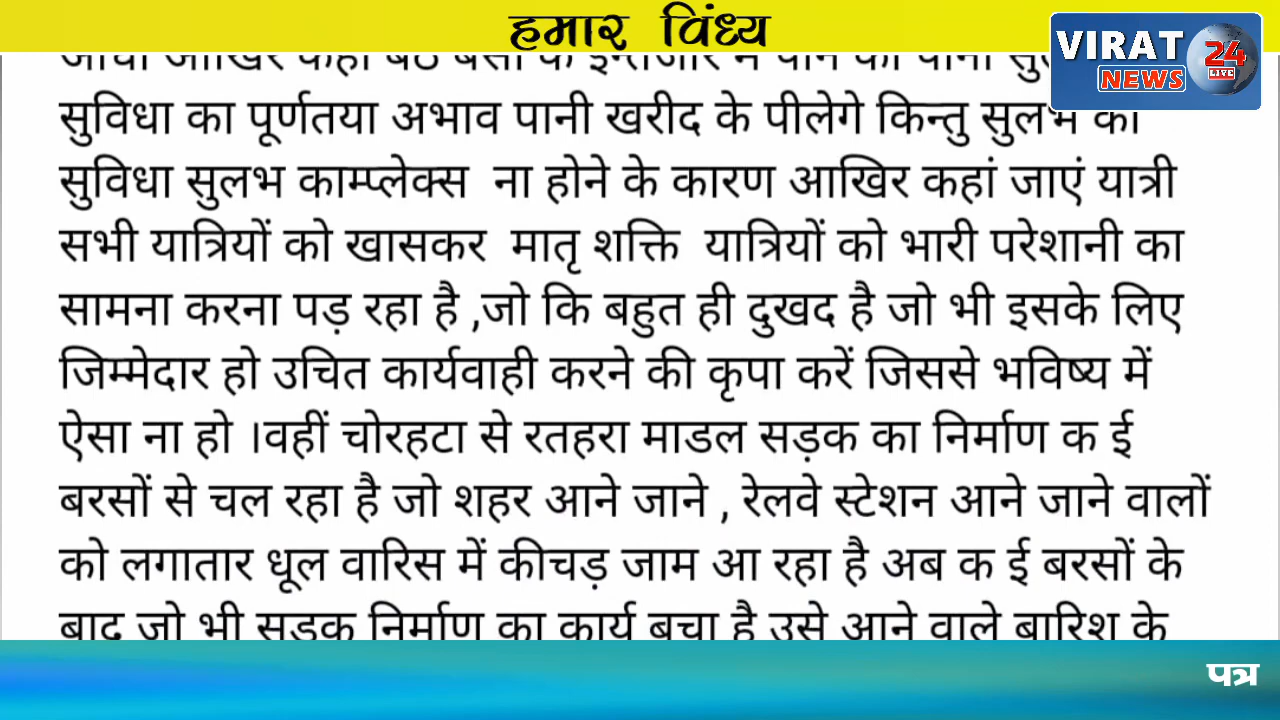 हमार विंध्य
VIRAT 24
NEWS LIVE
सुविधा का पूर्णतया अभाव पानी खरीद के पीलेगे किन्तु सुलभ की
सुविधा सुलभ काम्प्लेक्स ना होने के कारण आखिर कहां जाएं यात्री
सभी यात्रियों को खासकर मातृ शक्ति यात्रियों को भारी परेशानी का
सामना करना पड़ रहा है ,जो कि बहुत ही दुखद है जो भी इसके लिए
जिम्मेदार हो उचित कार्यवाही करने की कृपा करें जिससे भविष्य में
ऐसा ना हो ।वहीं चोरहटा से रतहरा माडल सड़क का निर्माण क ई
बरसों से चल रहा है जो शहर आने जाने , रेलवे स्टेशन आने जाने वालों
को लगातार धूल वारिस में कीचड़ जाम आ रहा है अब क ई बरसों के
बाद जो भी सड़क निर्माण का कार्य बचा है उसे आने वाले बारिश के
पत्र